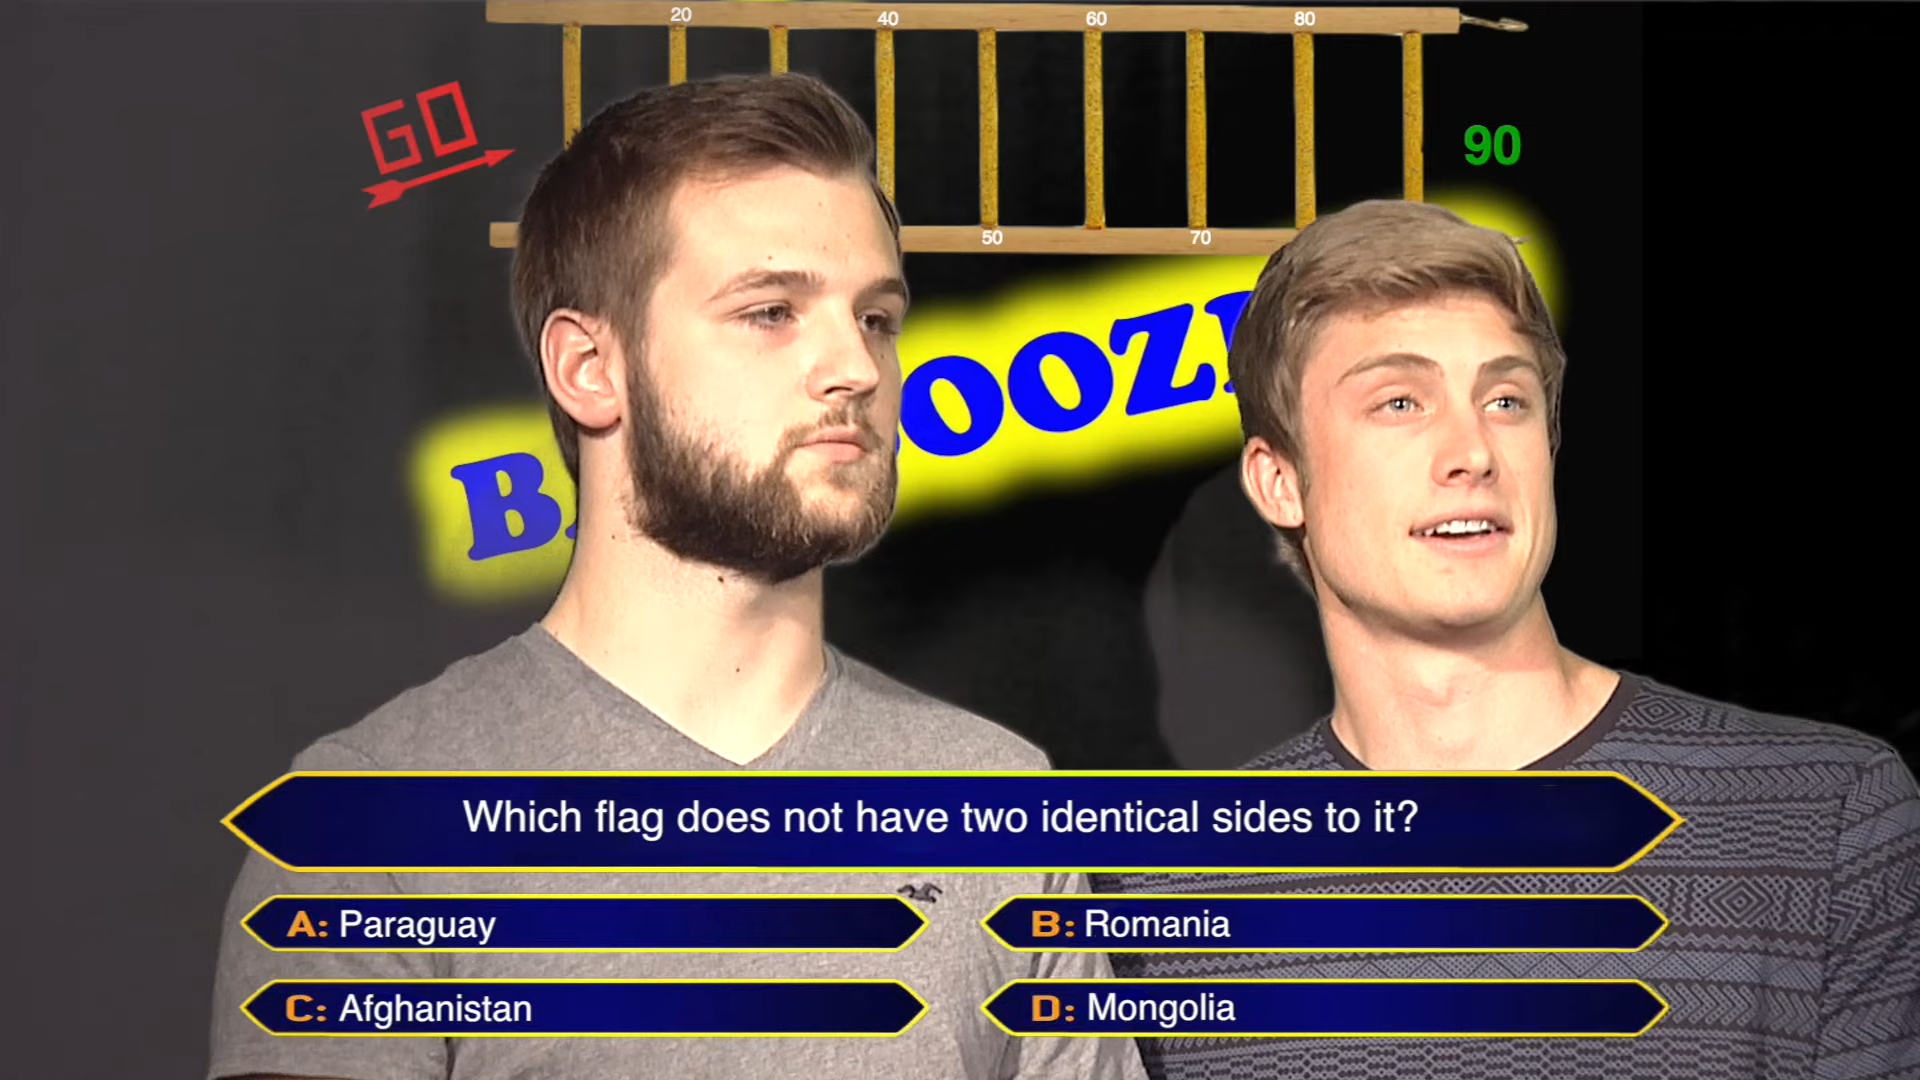 20 40 60 80
GO
90
50 70
Which flag does not have two identical sides to it?
A: Paraguay
B: Romania
C: Afghanistan
D: Mongolia